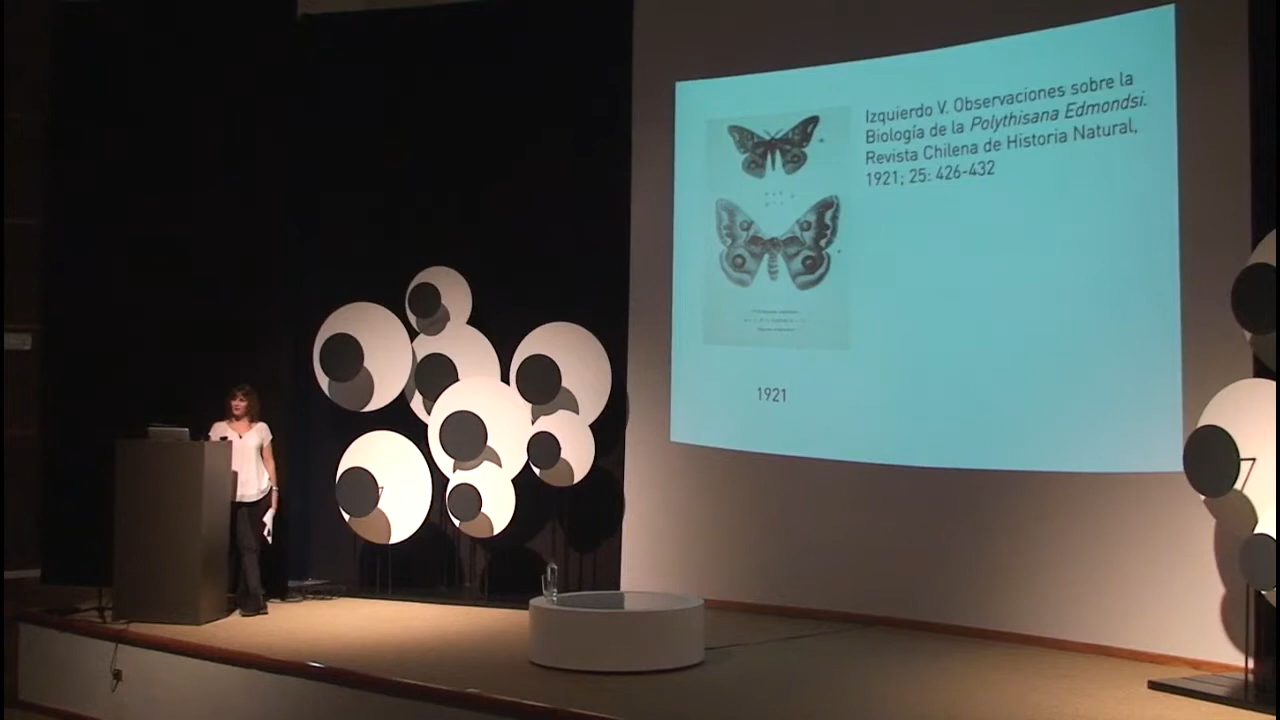 Izquierdo V. Observaciones sobre la
Biología de la Polythisana Edmondsi.
Revista Chilena de Historia Natural,
1921; 25: 426-432
1921